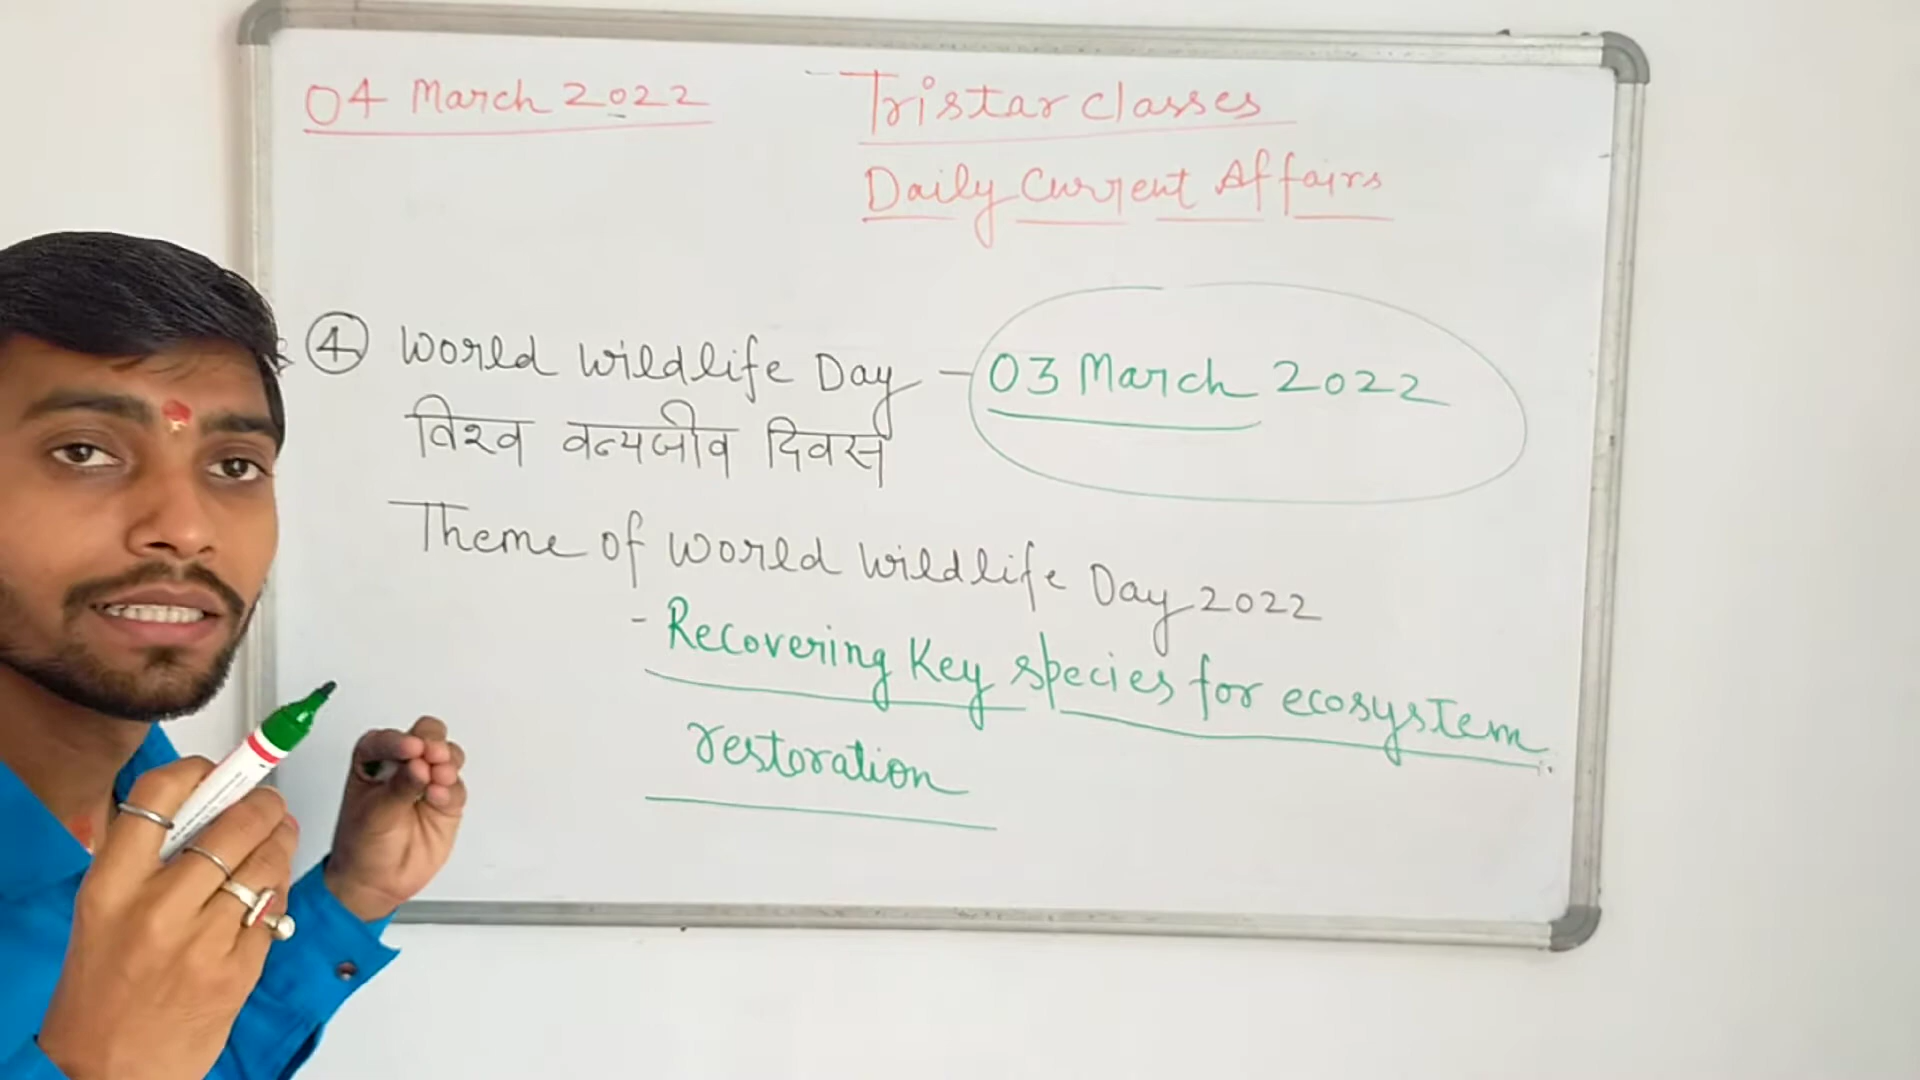 04 March 2022
Tristar Classes
Daily Current Affairs
④ World Wildlife Day - 03 March 2022
विश्व वन्यजीव दिवस
Theme of World Wildlife Day 2022
- Recovering Key species for ecosystem
restoration